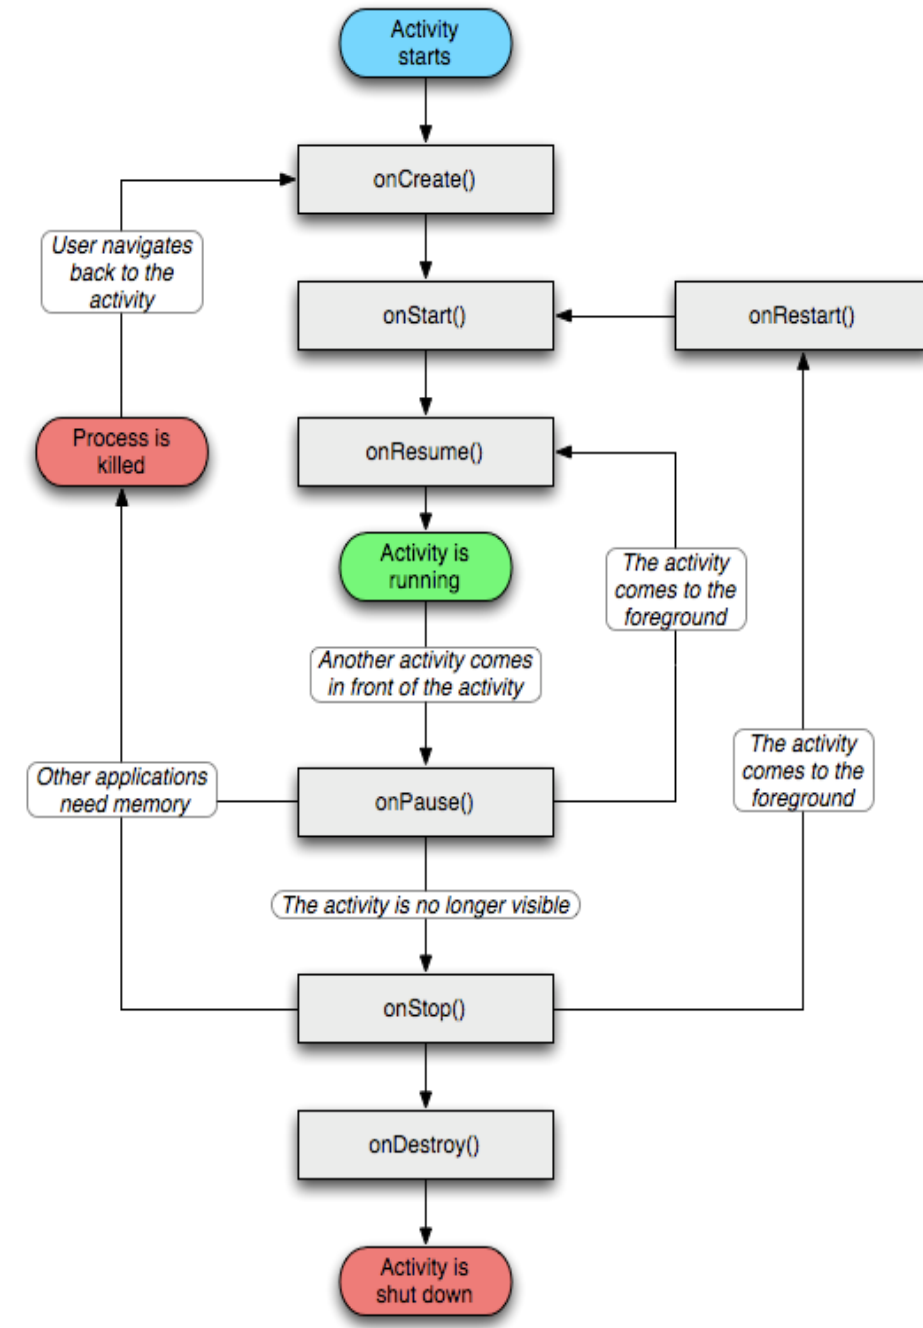 Activity
starts
onCreate()
User navigates
back to the
activity
onStart()
onRestart()
Process is
killed
onResume()
Activity is
running
The activity
comes to the
foreground
Another activity comes
in front of the activity
The activity
comes to the
foreground
Other applications
need memory
onPause()
The activity is no longer visible
onStop()
onDestroy()
Activity is
shut down